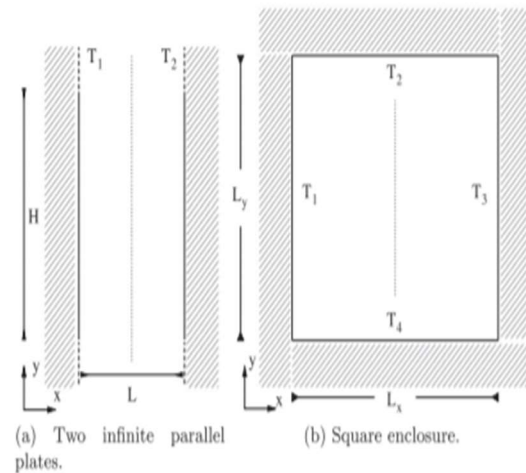 T1
T2
H
y
x
L
(a) Two infinite parallel
plates.
T2
Ly
T1
T3
T4
y
x
Lx
(b) Square enclosure.